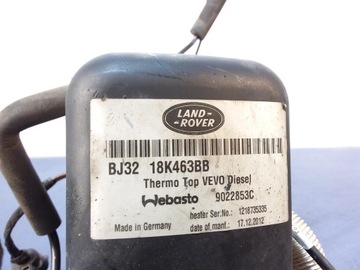 LAND-
ROVER
BJ32 18K463BB
Thermo Top VEVO Diesel
Webasto 9022853C
heater Ser.No.: 1218735335
Made in Germany date of mant.: 17.12.2012